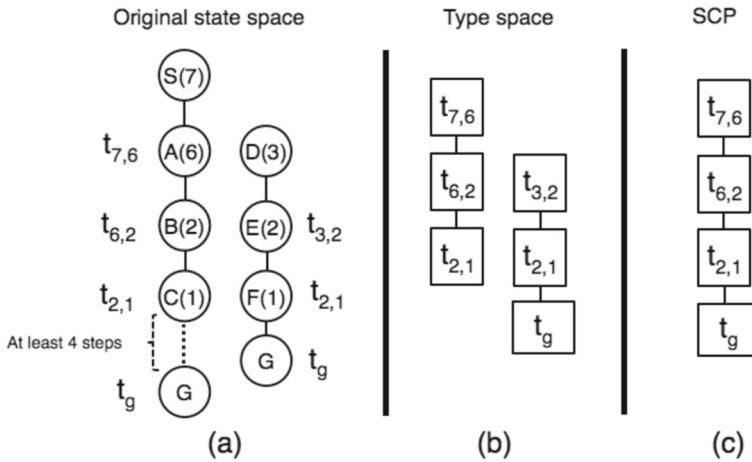 Original state space
Type space
SCP
S(7)
t7,6
A(6)
D(3)
t6,2
B(2)
E(2)
t3,2
t2,1
C(1)
F(1)
t2,1
At least 4 steps
G
tg
tg
G
t7,6
t6,2
t3,2
t2,1
t2,1
tg
t7,6
t6,2
t2,1
tg
(a)
(b)
(c)